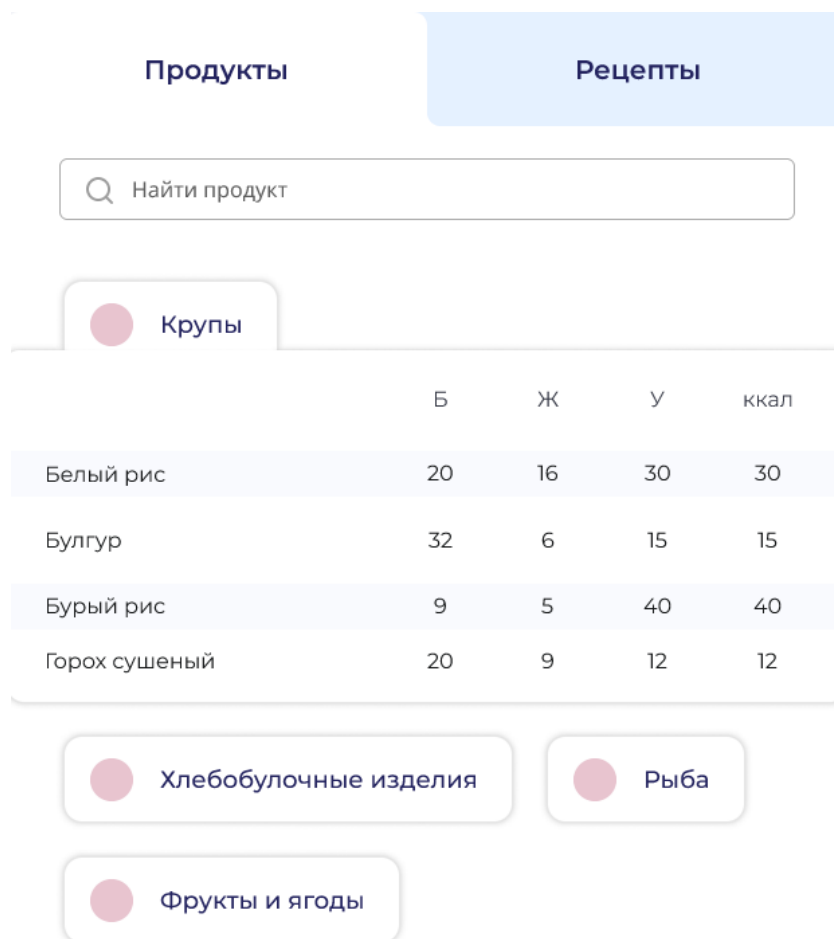 Продукты Рецепты
Найти продукт
Крупы
Б Ж У ккал
Белый рис 20 16 30 30
Булгур 32 6 15 15
Бурый рис 9 5 40 40
Горох сушеный 20 9 12 12
Хлебобулочные изделия Рыба
Фрукты и ягоды